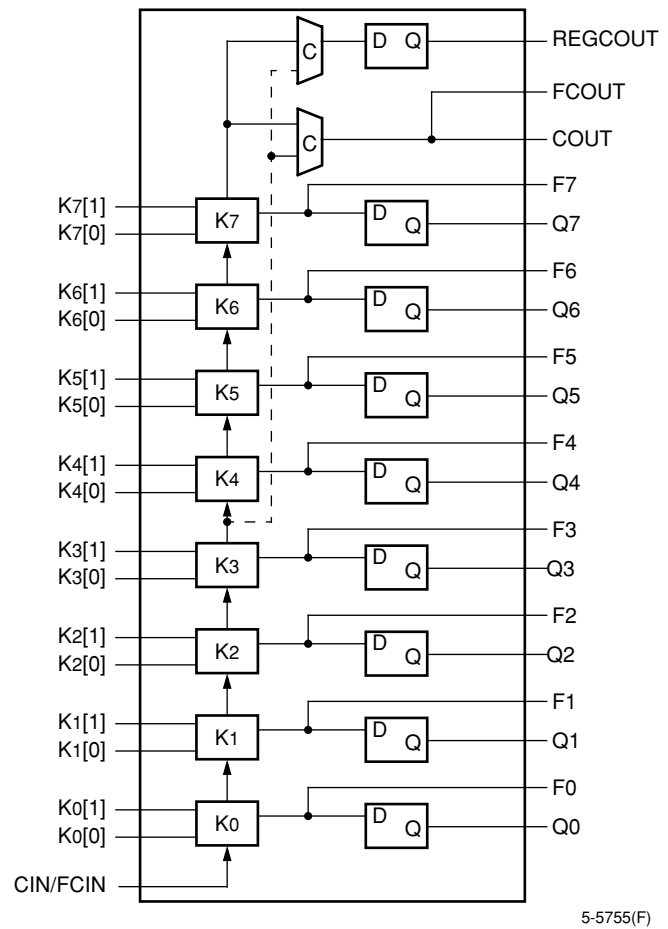 REGCOUT
D Q
C
FCOUT
COUT
C
F7
K7[1]
K7[0]
K7
D
Q
Q7
F6
K6[1]
K6[0]
K6
D
Q
Q6
F5
K5[1]
K5[0]
K5
D
Q
Q5
F4
K4[1]
K4[0]
K4
D
Q
Q4
F3
K3[1]
K3[0]
K3
D
Q
Q3
F2
K2[1]
K2[0]
K2
D
Q
Q2
F1
K1[1]
K1[0]
K1
D
Q
Q1
F0
K0[1]
K0[0]
K0
D
Q
Q0
CIN/FCIN
5-5755(F)